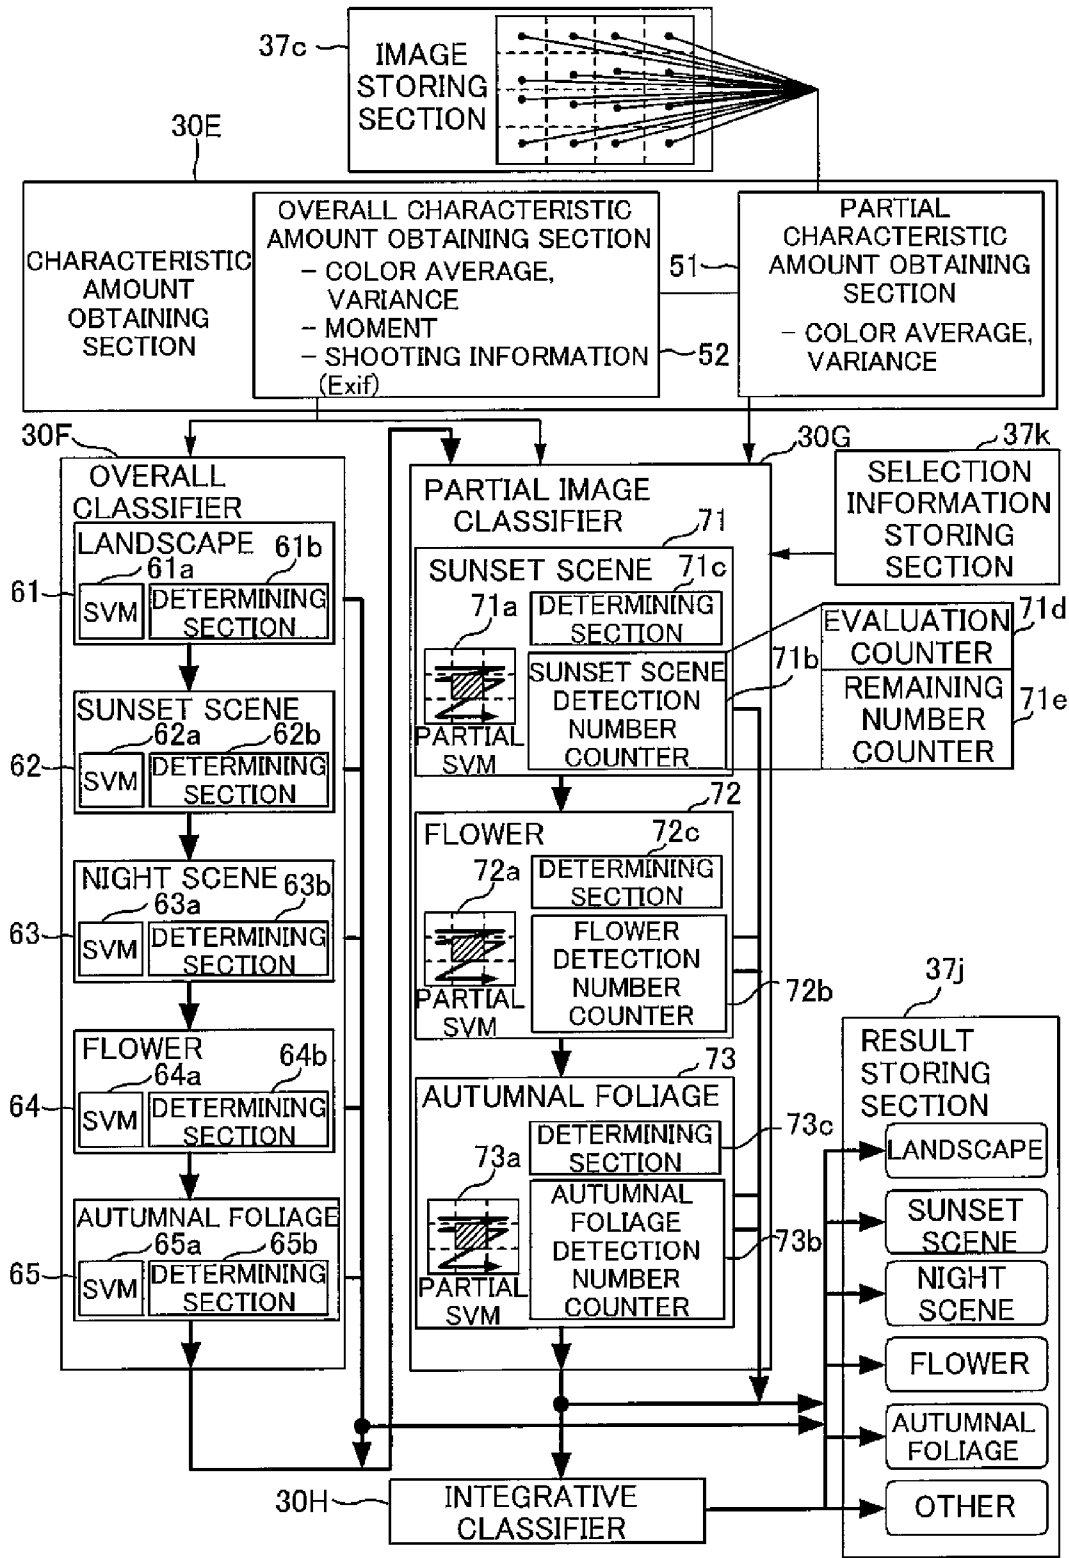 37c
IMAGE
STORING
SECTION
30E
CHARACTERISTIC
AMOUNT
OBTAINING
SECTION
OVERALL CHARACTERISTIC
AMOUNT OBTAINING SECTION
– COLOR AVERAGE,
VARIANCE
– MOMENT
– SHOOTING INFORMATION
(Exif)
51
52
PARTIAL
CHARACTERISTIC
AMOUNT OBTAINING
SECTION
– COLOR AVERAGE,
VARIANCE
30F
OVERALL
CLASSIFIER
LANDSCAPE
61
61a
61b
SVM
DETERMINING
SECTION
SUNSET SCENE
62
62a
62b
SVM
DETERMINING
SECTION
NIGHT SCENE
63
63a
63b
SVM
DETERMINING
SECTION
FLOWER
64
64a
64b
SVM
DETERMINING
SECTION
AUTUMNAL FOLIAGE
65
65a
65b
SVM
DETERMINING
SECTION
30G
PARTIAL IMAGE
CLASSIFIER
71
SUNSET SCENE
71a
71c
DETERMINING
SECTION
PARTIAL
SVM
SUNSET SCENE
DETECTION
NUMBER
COUNTER
71b
72
FLOWER
72a
72c
DETERMINING
SECTION
PARTIAL
SVM
FLOWER
DETECTION
NUMBER
COUNTER
72b
73
AUTUMNAL FOLIAGE
73a
73c
DETERMINING
SECTION
PARTIAL
SVM
AUTUMNAL
FOLIAGE
DETECTION
NUMBER
COUNTER
73b
37k
SELECTION
INFORMATION
STORING
SECTION
EVALUATION
COUNTER
71d
REMAINING
NUMBER
COUNTER
71e
37j
RESULT
STORING
SECTION
LANDSCAPE
SUNSET
SCENE
NIGHT
SCENE
FLOWER
AUTUMNAL
FOLIAGE
OTHER
30H
INTEGRATIVE
CLASSIFIER